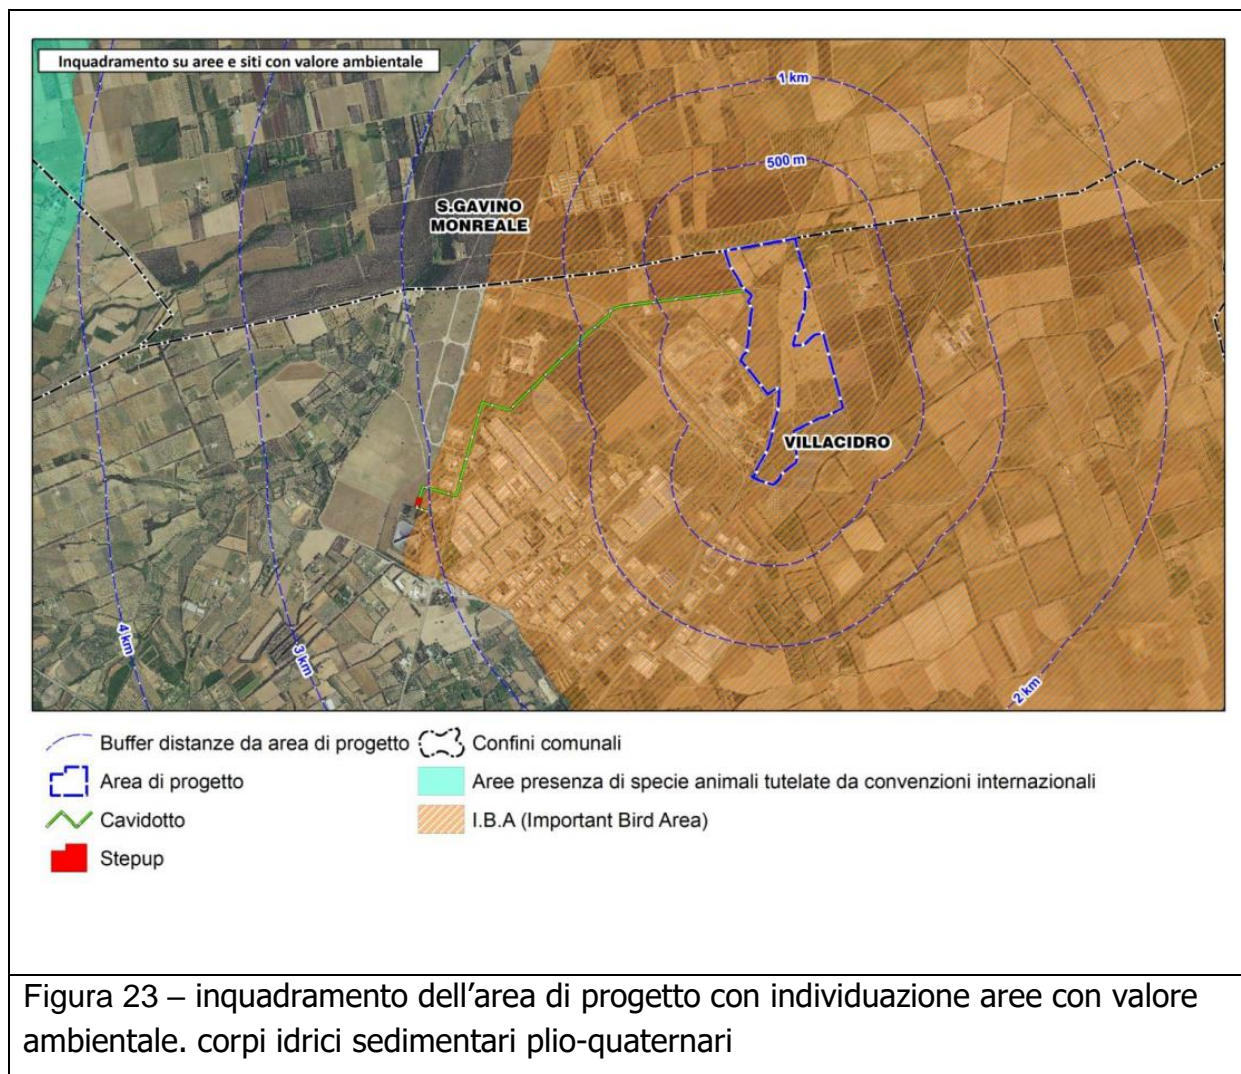 Inquadramento su aree e siti con valore ambientale
1 km
500 m
S.GAVINO
MONREALE
VILLACIDRO
4 km
3 km
2 km
Buffer distanze da area di progetto
Confini comunali
Area di progetto
Aree presenza di specie animali tutelate da convenzioni internazionali
Cavidotto
I.B.A (Important Bird Area)
Stepup
Figura 23 – inquadramento dell'area di progetto con individuazione aree con valore
ambientale. corpi idrici sedimentari plio-quaternari